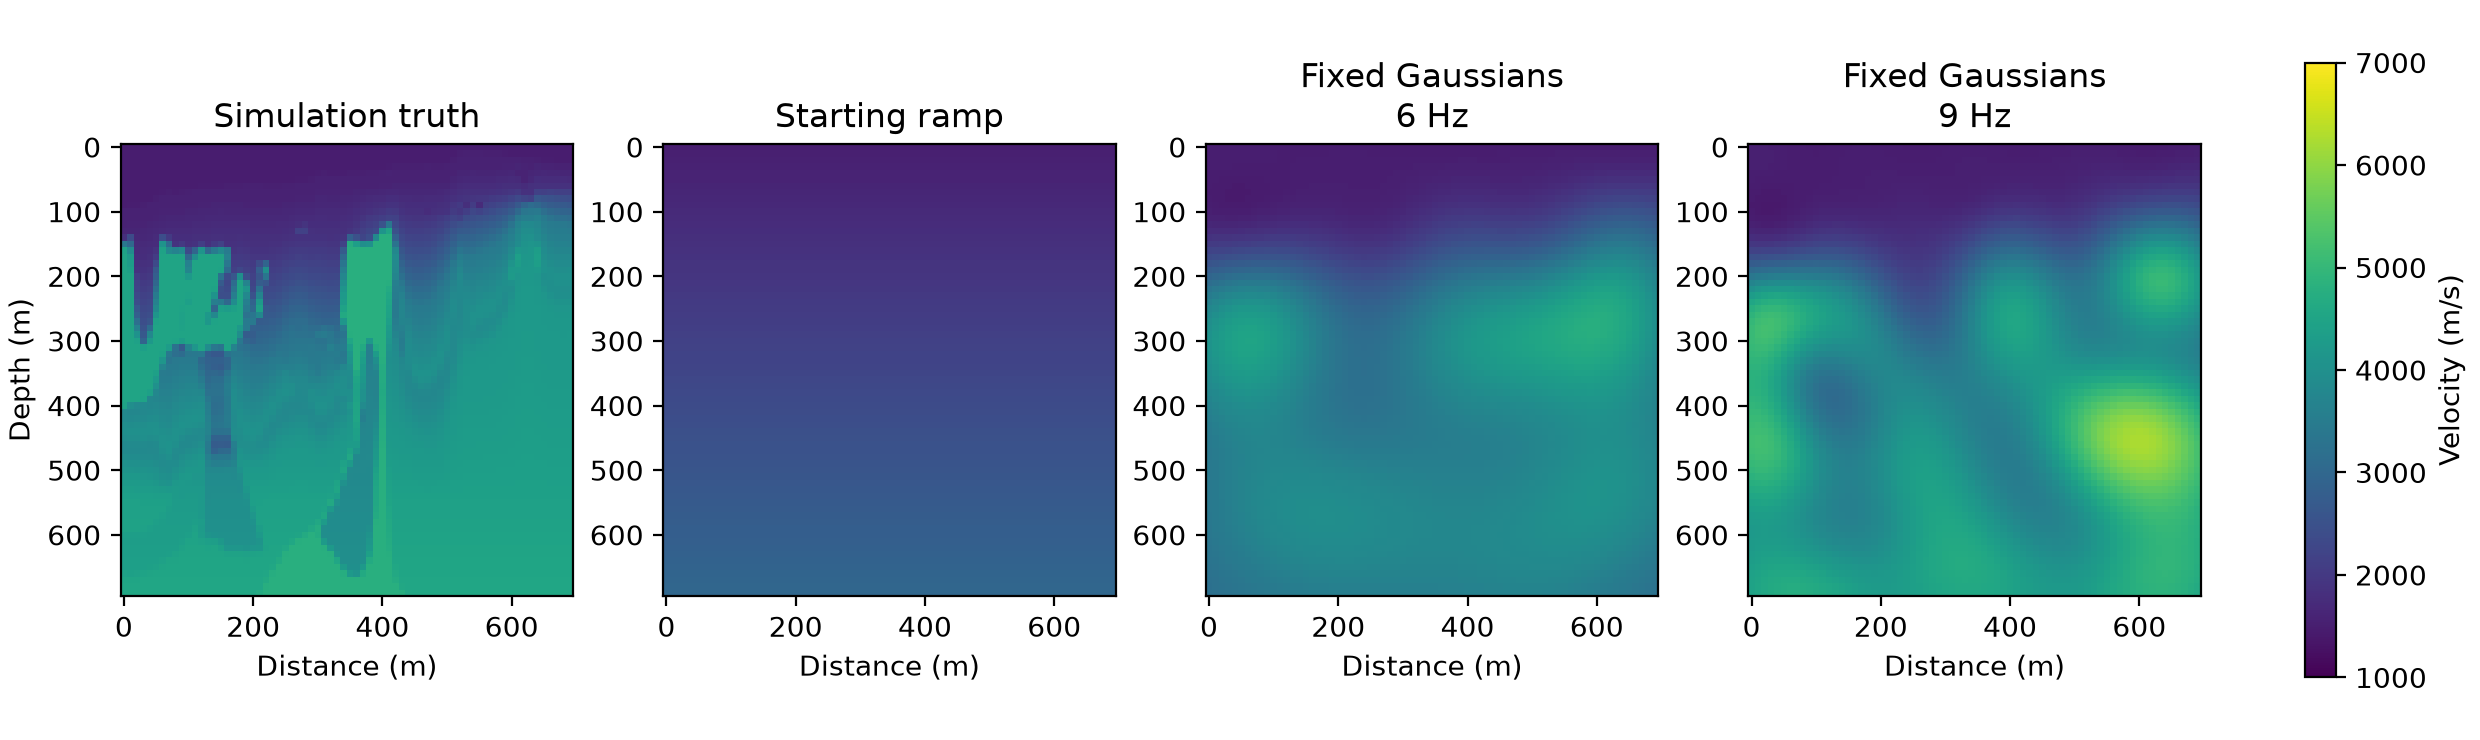 Simulation truth
Starting ramp
Fixed Gaussians
6 Hz
Fixed Gaussians
9 Hz
Depth (m)
0
100
200
300
400
500
600
0 200 400 600
Distance (m)
0
100
200
300
400
500
600
0 200 400 600
Distance (m)
0
100
200
300
400
500
600
0 200 400 600
Distance (m)
0
100
200
300
400
500
600
0 200 400 600
Distance (m)
7000
6000
5000
4000
3000
2000
1000
Velocity (m/s)